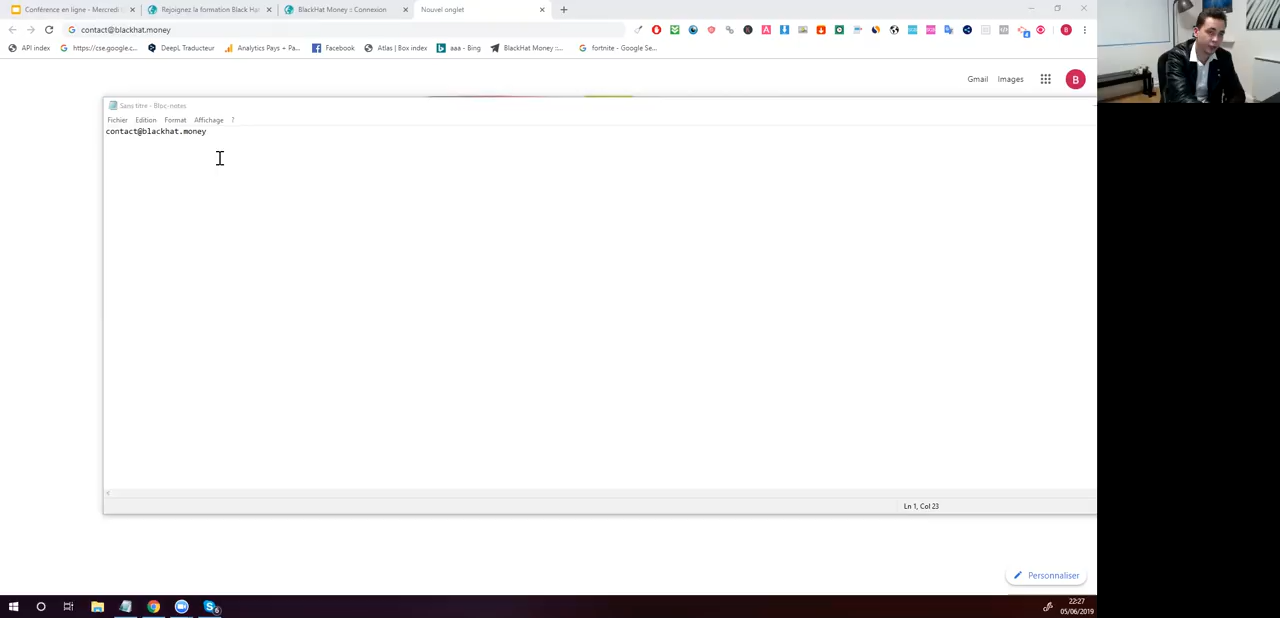 Conférence en ligne - Mercredi
Rejoignez la formation Black Ha
BlackHat Money :: Connexion
Nouvel onglet
contact@blackhat.money
API index
https://cse.google.c...
DeepL Traducteur
Analytics Pays + Pa...
Facebook
Atlas | Box index
aaa - Bing
BlackHat Money ::...
fortnite - Google Se...
Gmail
Images
B
Sans titre - Bloc-notes
Fichier
Edition
Format
Affichage
?
contact@blackhat.money
Ln 1, Col 23
Personnaliser
22:27
05/06/2019